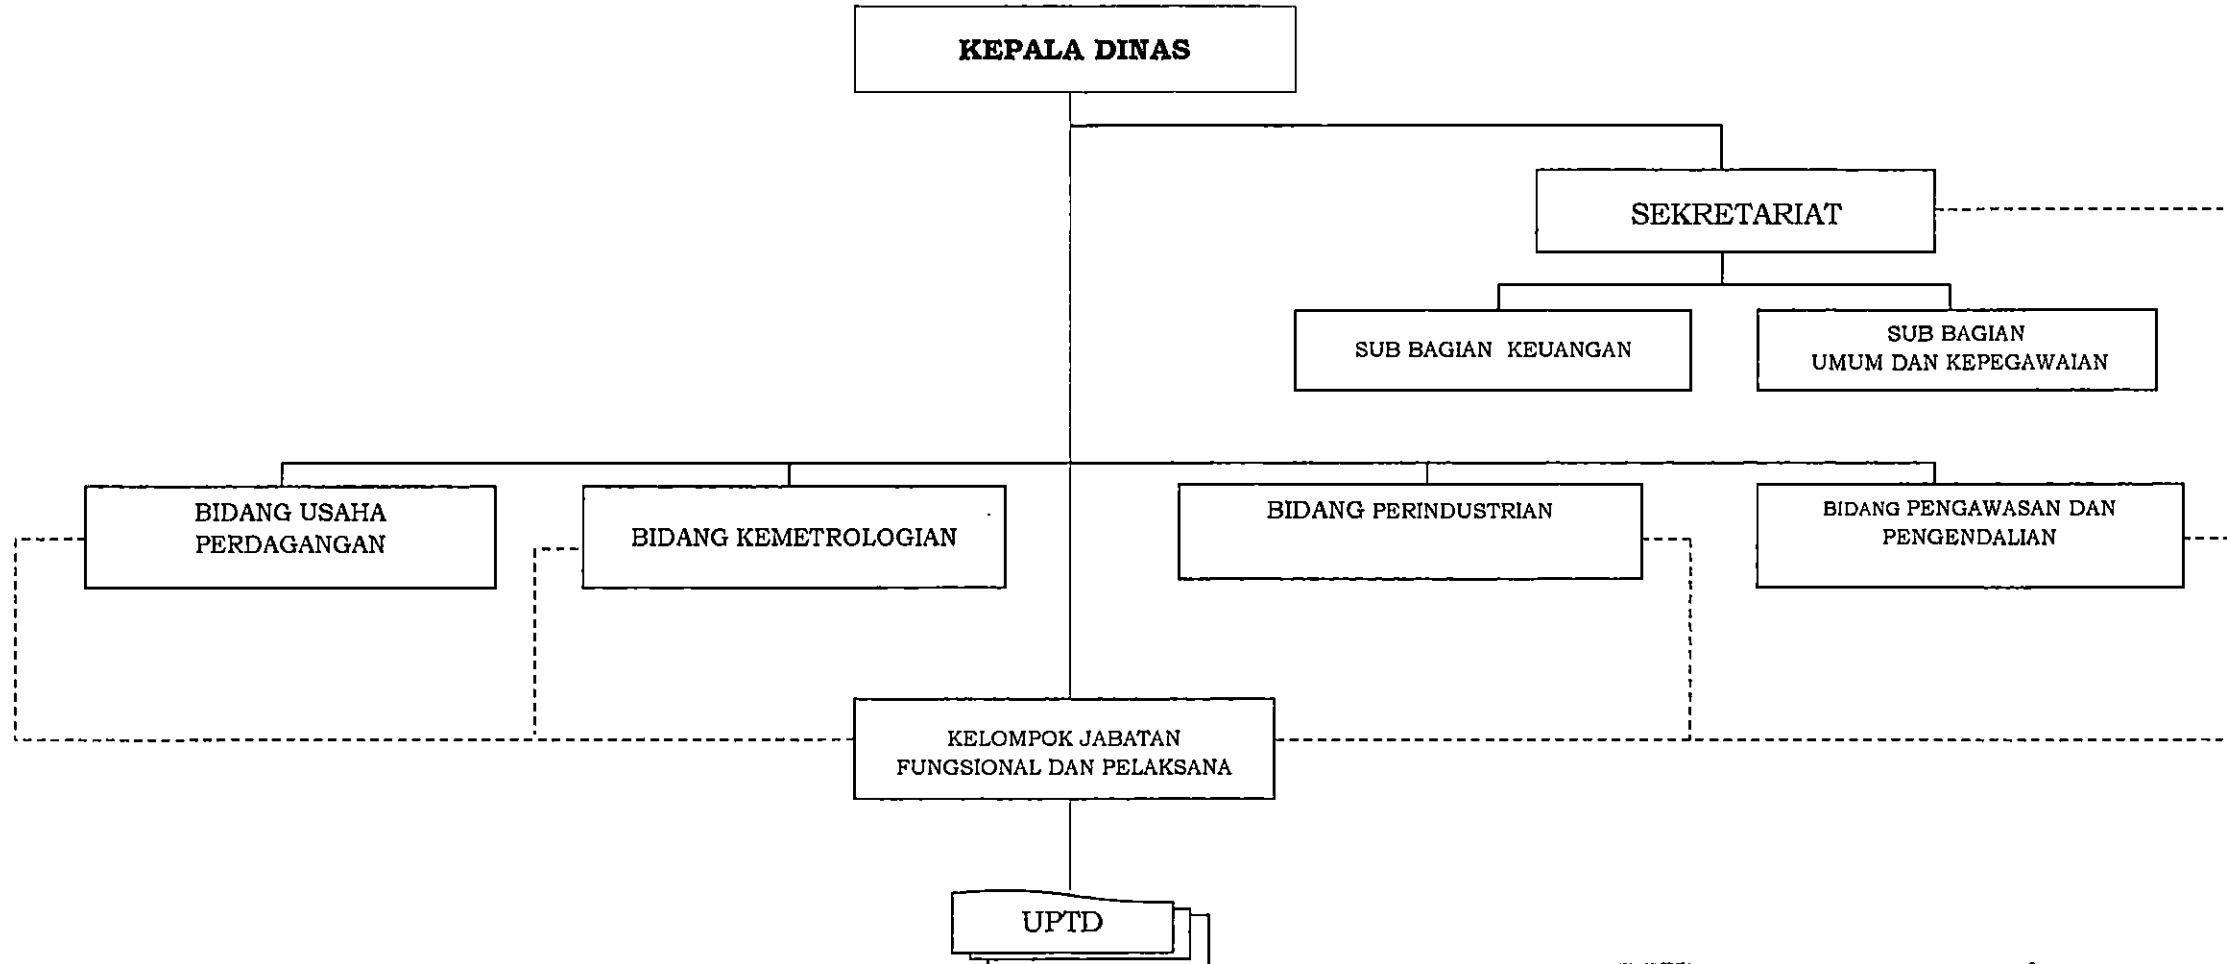 KEPALA DINAS
SEKRETARIAT
SUB BAGIAN KEUANGAN
SUB BAGIAN
UMUM DAN KEPEGAWAIAN
BIDANG USAHA
PERDAGANGAN
BIDANG KEMETROLOGIAN
BIDANG PERINDUSTRIAN
BIDANG PENGAWASAN DAN
PENGENDALIAN
KELOMPOK JABATAN
FUNGSIONAL DAN PELAKSANA
UPTD